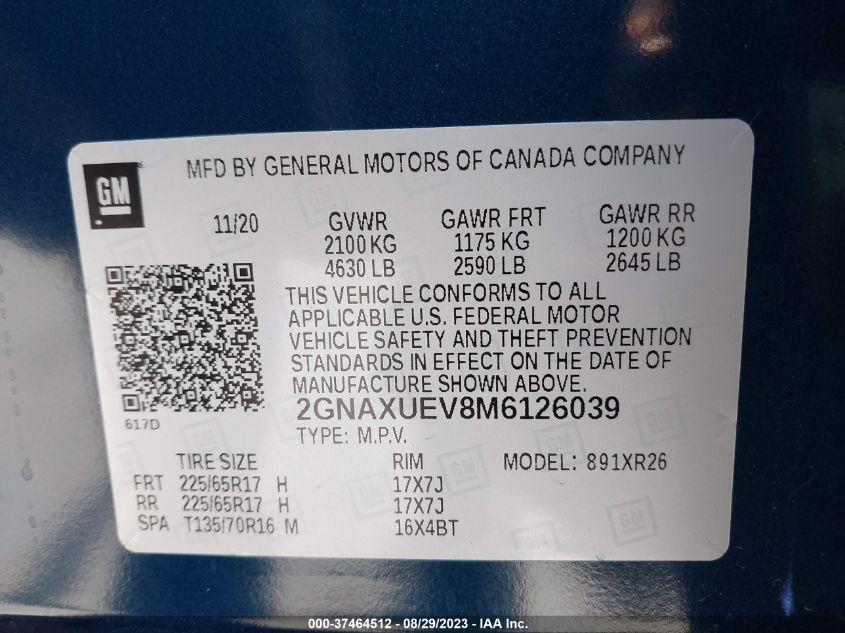 MFD BY GENERAL MOTORS OF CANADA COMPANY
GM
11/20 GVWR GAWR FRT GAWR RR
2100 KG 1175 KG 1200 KG
4630 LB 2590 LB 2645 LB
THIS VEHICLE CONFORMS TO ALL
APPLICABLE U.S. FEDERAL MOTOR
VEHICLE SAFETY AND THEFT PREVENTION
STANDARDS IN EFFECT ON THE DATE OF
MANUFACTURE SHOWN ABOVE.
617D
2GNAXUEV8M6126039
TYPE: M.P.V.
TIRE SIZE RIM MODEL: 891XR26
FRT 225/65R17 H 17X7J
RR 225/65R17 H 17X7J
SPA T135/70R16 M 16X4BT
000-37464512 - 08/29/2023 - IAA Inc.